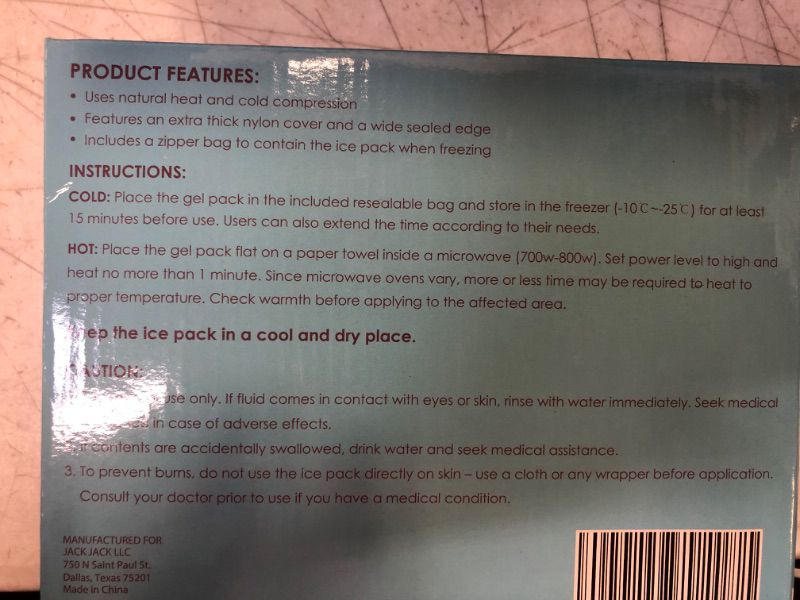 PRODUCT FEATURES:
• Uses natural heat and cold compression
• Features an extra thick nylon cover and a wide sealed edge
• Includes a zipper bag to contain the ice pack when freezing
INSTRUCTIONS:
COLD: Place the gel pack in the included resealable bag and store in the freezer (-10℃~-25℃) for at least
15 minutes before use. Users can also extend the time according to their needs.
HOT: Place the gel pack flat on a paper towel inside a microwave (700w-800w). Set power level to high and
heat no more than 1 minute. Since microwave ovens vary, more or less time may be required to heat to
proper temperature. Check warmth before applying to the affected area.
Keep the ice pack in a cool and dry place.
CAUTION:
use only. If fluid comes in contact with eyes or skin, rinse with water immediately. Seek medical
in case of adverse effects.
If contents are accidentally swallowed, drink water and seek medical assistance.
3. To prevent burns, do not use the ice pack directly on skin – use a cloth or any wrapper before application.
Consult your doctor prior to use if you have a medical condition.
MANUFACTURED FOR
JACK JACK LLC
750 N Saint Paul St.
Dallas, Texas 75201
Made in China